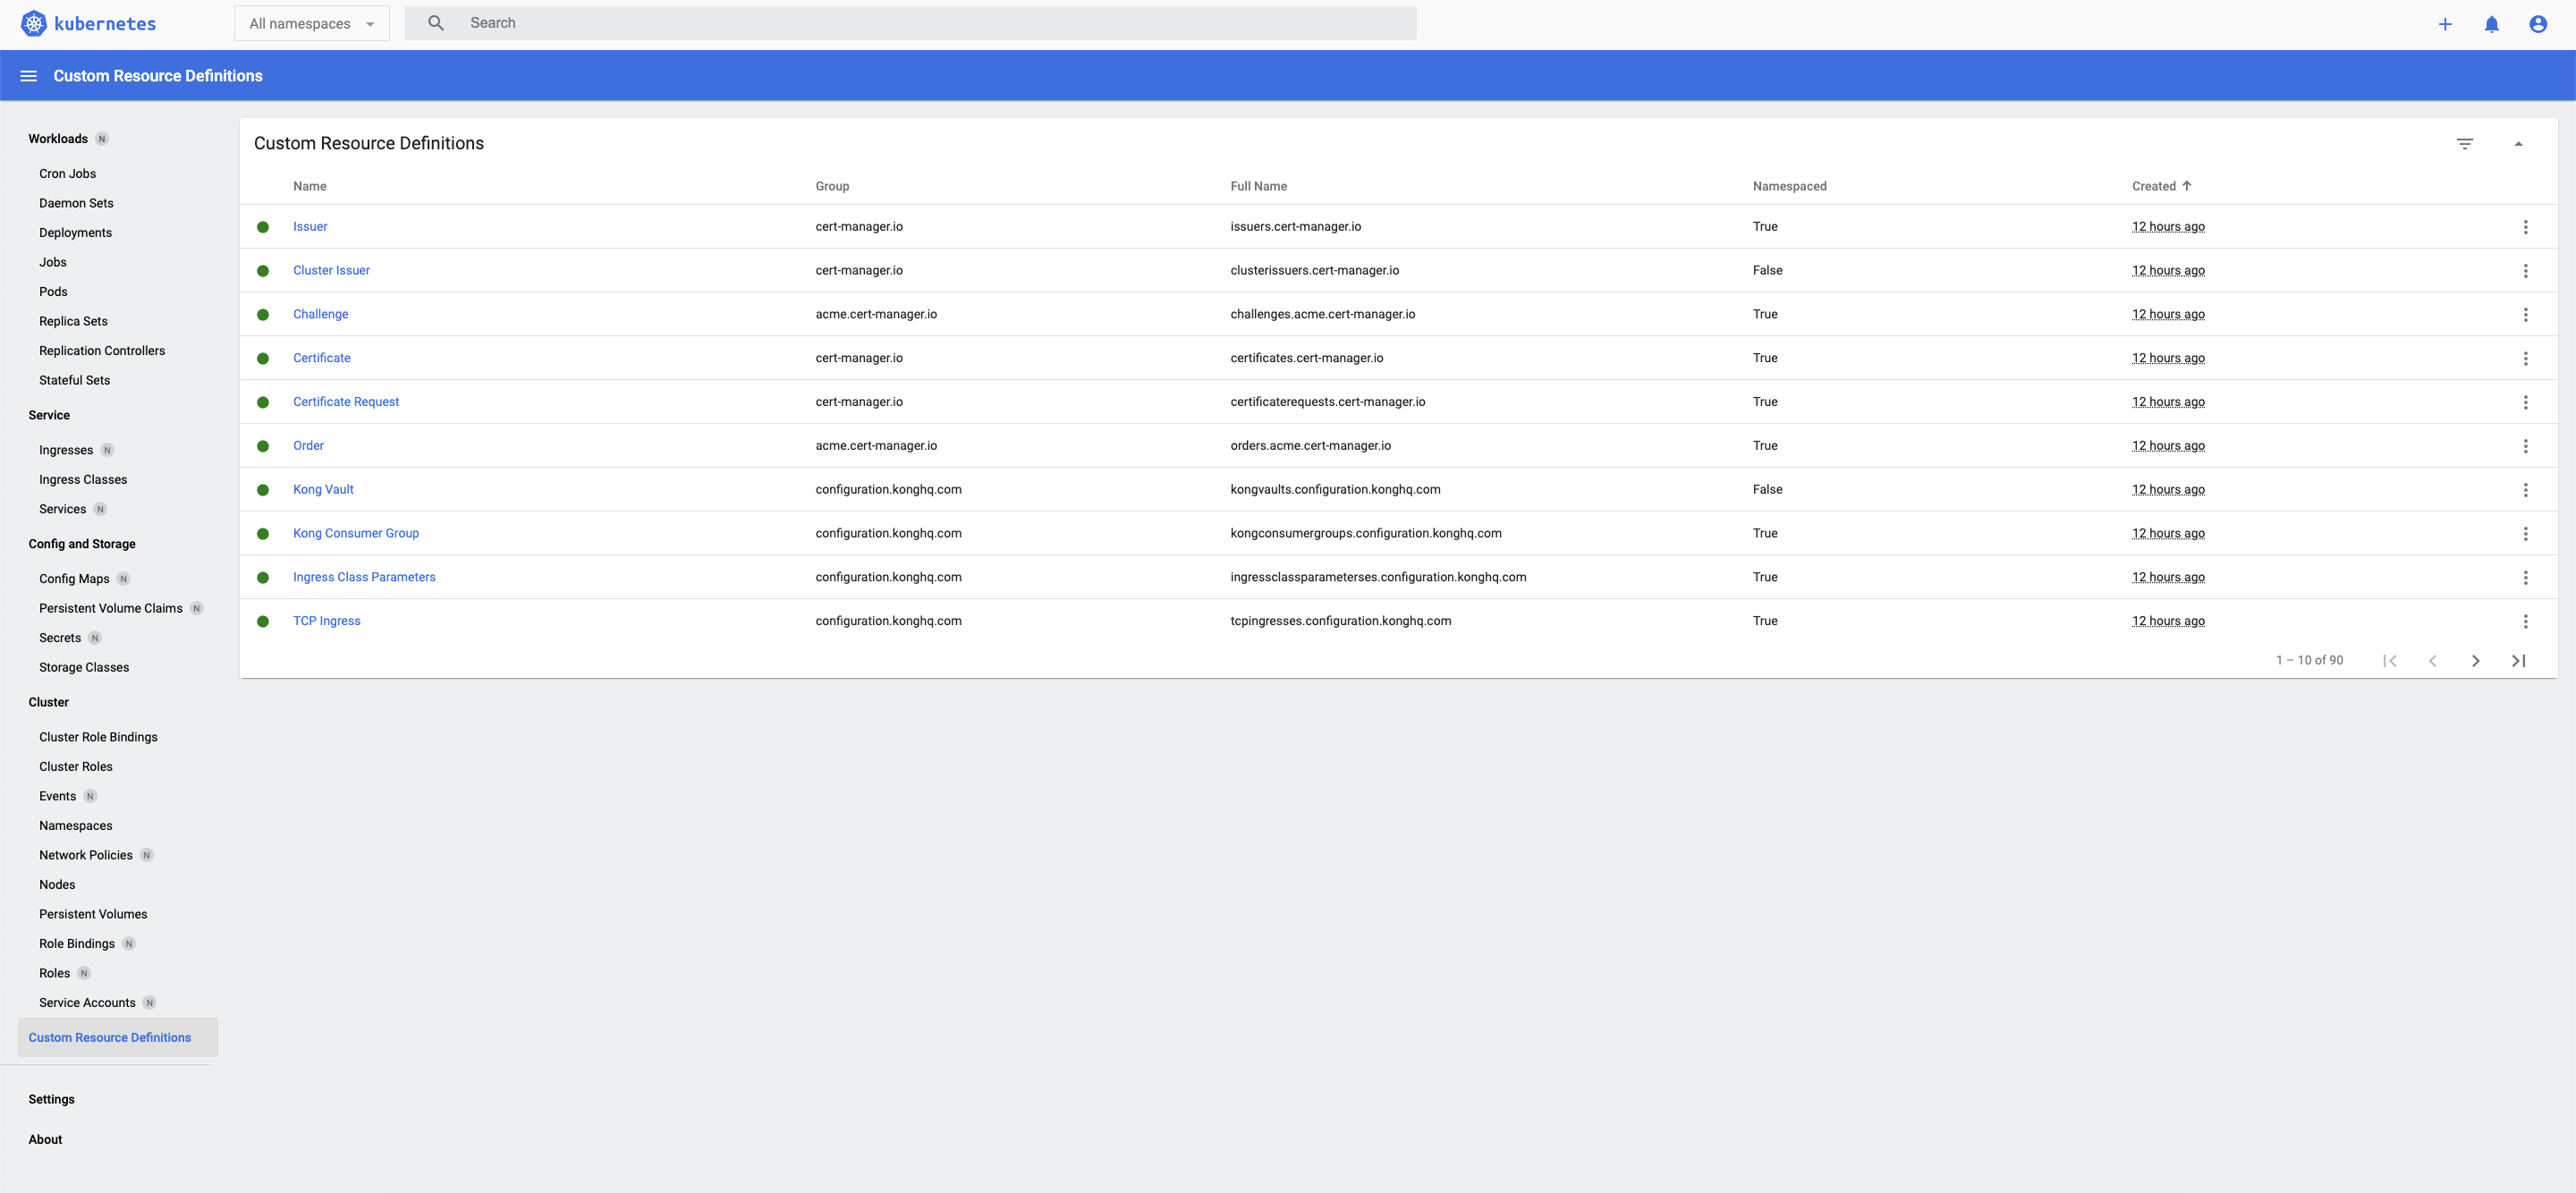 kubernetes
All namespaces
Search
Custom Resource Definitions
Workloads N
Cron Jobs
Daemon Sets
Deployments
Jobs
Pods
Replica Sets
Replication Controllers
Stateful Sets
Service
Ingresses N
Ingress Classes
Services N
Config and Storage
Config Maps N
Persistent Volume Claims N
Secrets N
Storage Classes
Cluster
Cluster Role Bindings
Cluster Roles
Events N
Namespaces
Network Policies N
Nodes
Persistent Volumes
Role Bindings N
Roles N
Service Accounts N
Custom Resource Definitions
Settings
About
Custom Resource Definitions
Name Group Full Name Namespaced Created
Issuer cert-manager.io issuers.cert-manager.io True 12 hours ago
Cluster Issuer cert-manager.io clusterissuers.cert-manager.io False 12 hours ago
Challenge acme.cert-manager.io challenges.acme.cert-manager.io True 12 hours ago
Certificate cert-manager.io certificates.cert-manager.io True 12 hours ago
Certificate Request cert-manager.io certificaterequests.cert-manager.io True 12 hours ago
Order acme.cert-manager.io orders.acme.cert-manager.io True 12 hours ago
Kong Vault configuration.konghq.com kongvaults.configuration.konghq.com False 12 hours ago
Kong Consumer Group configuration.konghq.com kongconsumergroups.configuration.konghq.com True 12 hours ago
Ingress Class Parameters configuration.konghq.com ingressclassparameterses.configuration.konghq.com True 12 hours ago
TCP Ingress configuration.konghq.com tcpingresses.configuration.konghq.com True 12 hours ago
1 – 10 of 90